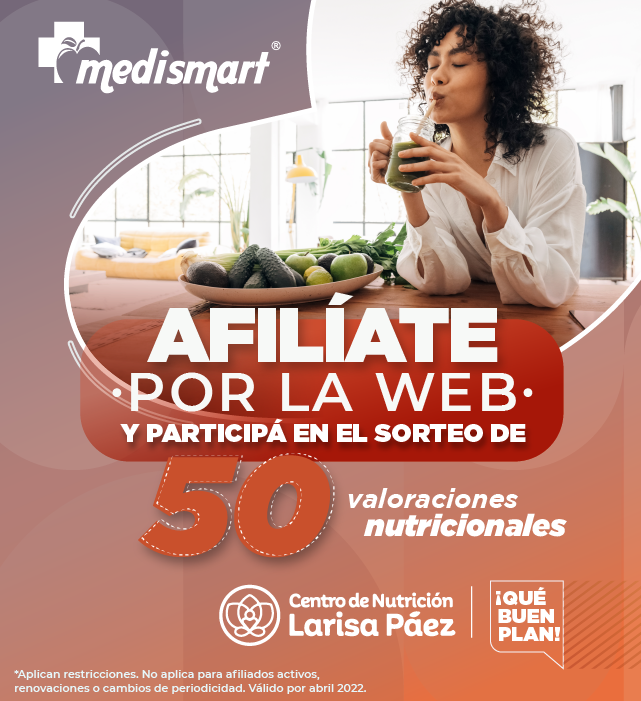 medismart®
AFILÍATE
·POR LA WEB·
Y PARTICIPÁ EN EL SORTEO DE
50
valoraciones
nutricionales
Centro de Nutrición
Larisa Páez
¡QUÉ
BUEN
PLAN!
*Aplican restricciones. No aplica para afiliados activos,
renovaciones o cambios de periodicidad. Válido por abril 2022.